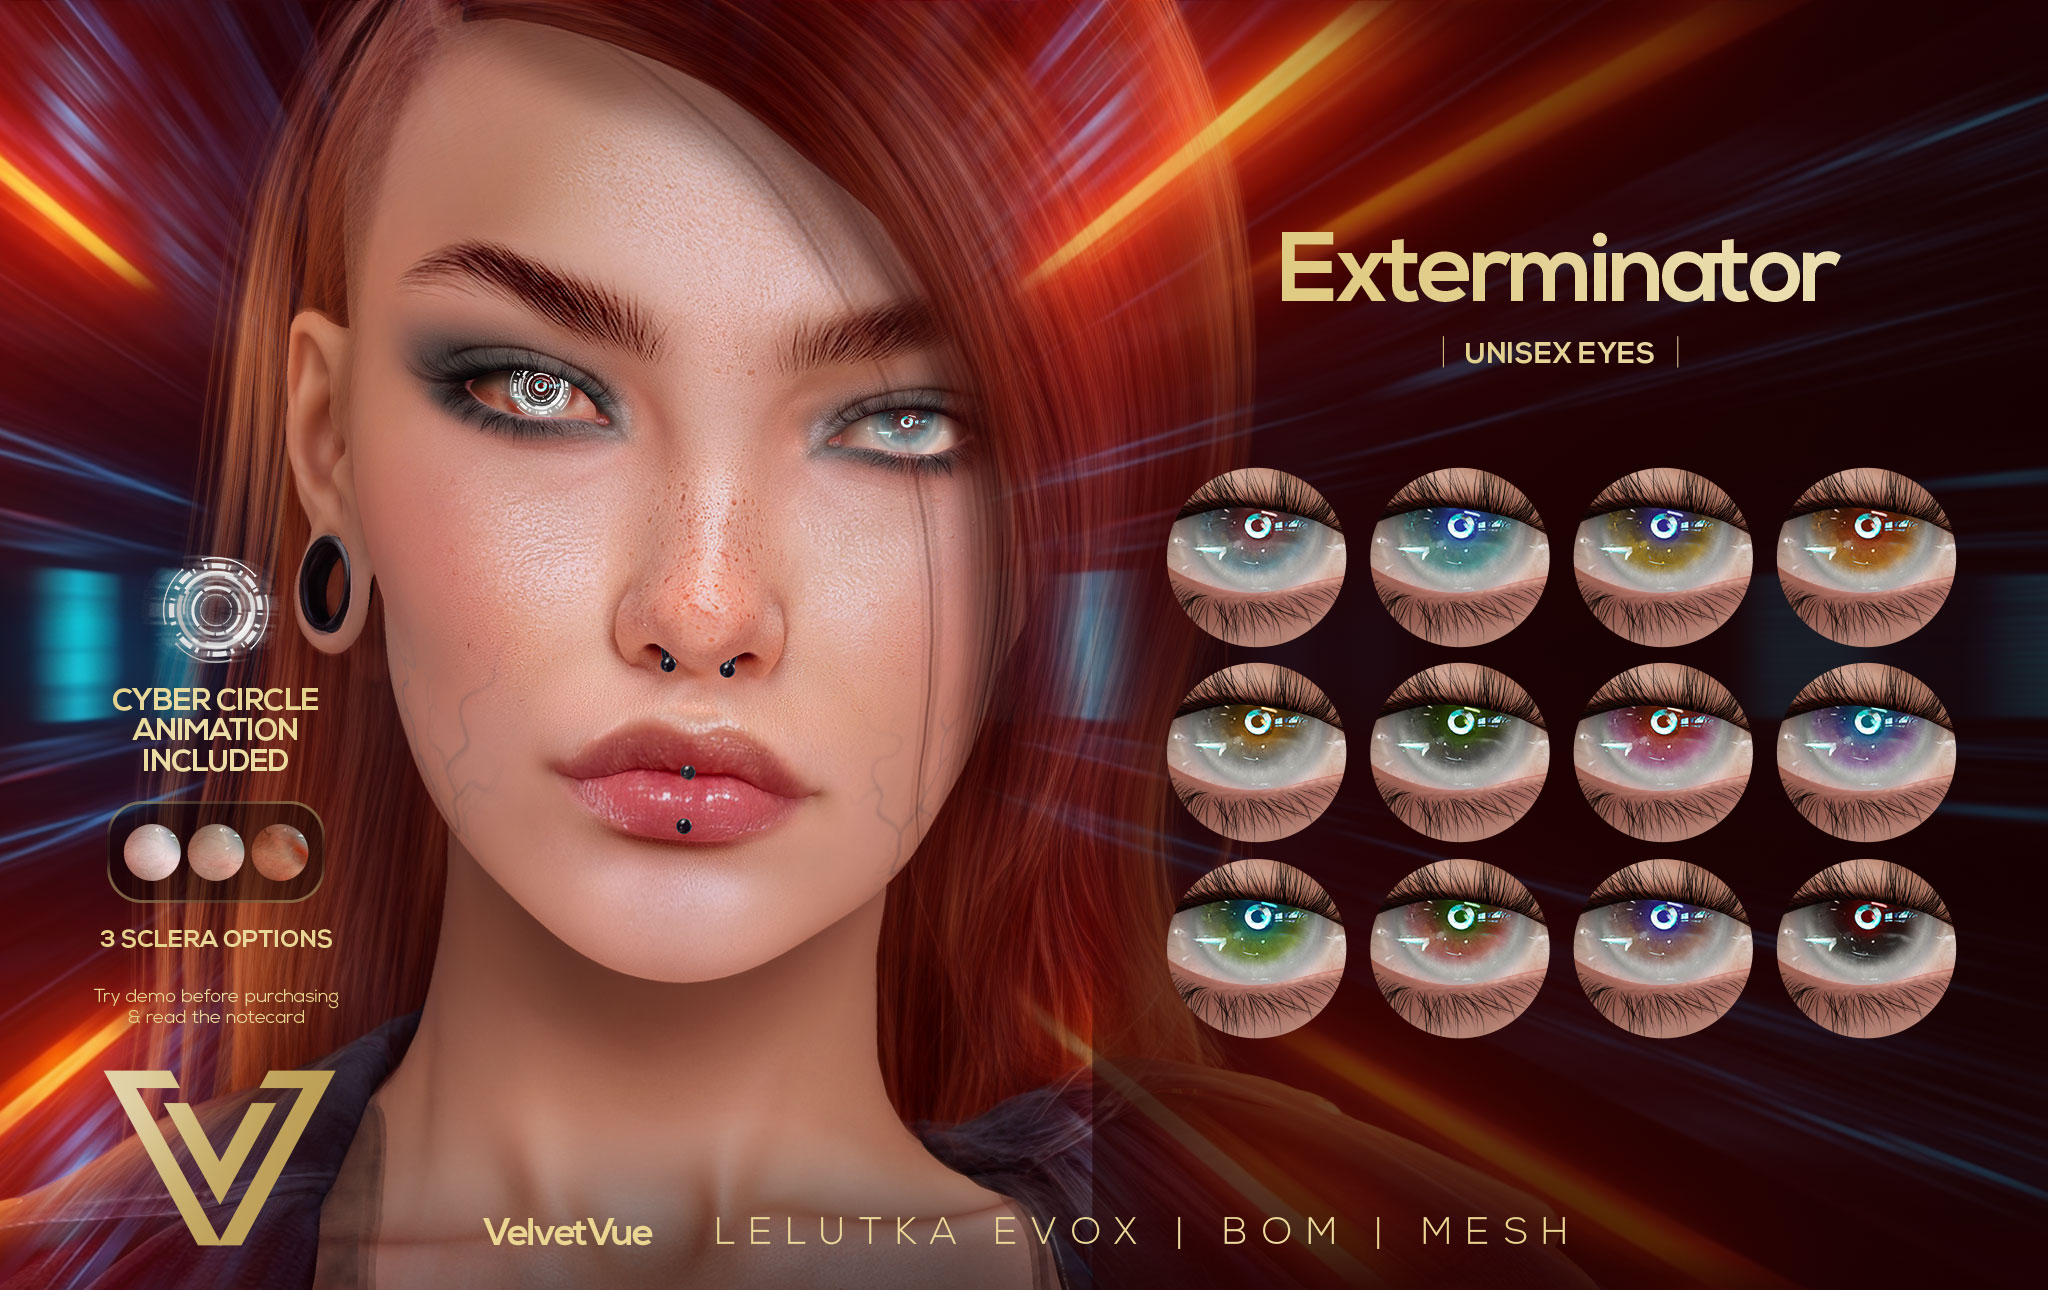 Exterminator
| UNISEX EYES |
CYBER CIRCLE
ANIMATION
INCLUDED
3 SCLERA OPTIONS
Try demo before purchasing
& read the notecard
VelvetVue
LELUTKA EVOX | BOM | MESH